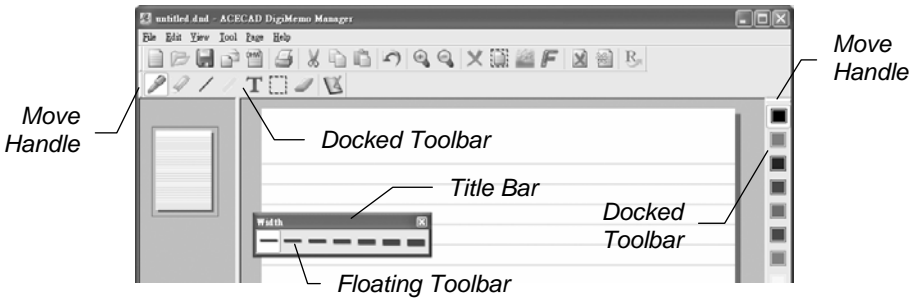 untitled.dnd - ACECAD DigiMemo Manager
File Edit View Tool Page Help
Move
Handle
Move
Handle
Docked Toolbar
Title Bar
Width
Docked
Toolbar
Floating Toolbar